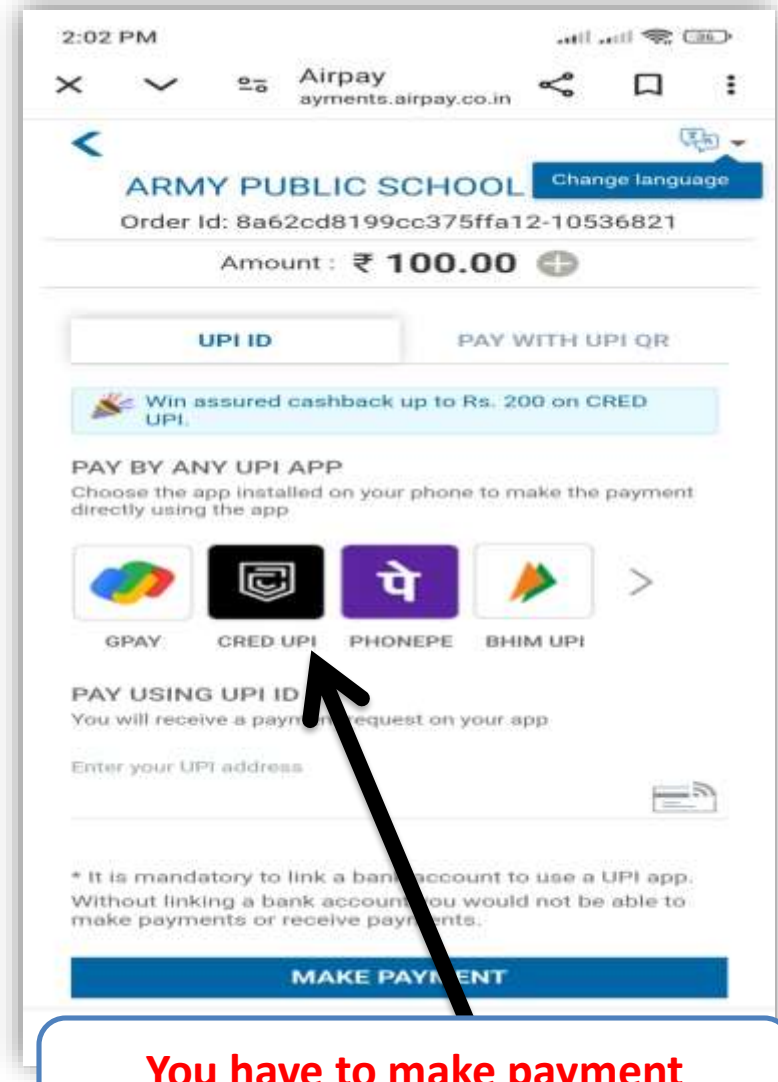 2:02 PM
36
Airpay
ayments.airpay.co.in
Change language
ARMY PUBLIC SCHOOL
Order Id: 8a62cd8199cc375ffa12-10536821
Amount : ₹ 100.00
UPI ID
PAY WITH UPI QR
Win assured cashback up to Rs. 200 on CRED
UPI.
PAY BY ANY UPI APP
Choose the app installed on your phone to make the payment
directly using the app
पे
GPAY CRED UPI PHONEPE BHIM UPI
PAY USING UPI ID
You will receive a payment request on your app
Enter your UPI address
* It is mandatory to link a bank account to use a UPI app.
Without linking a bank account you would not be able to
make payments or receive payments.
MAKE PAYMENT
You have to make payment